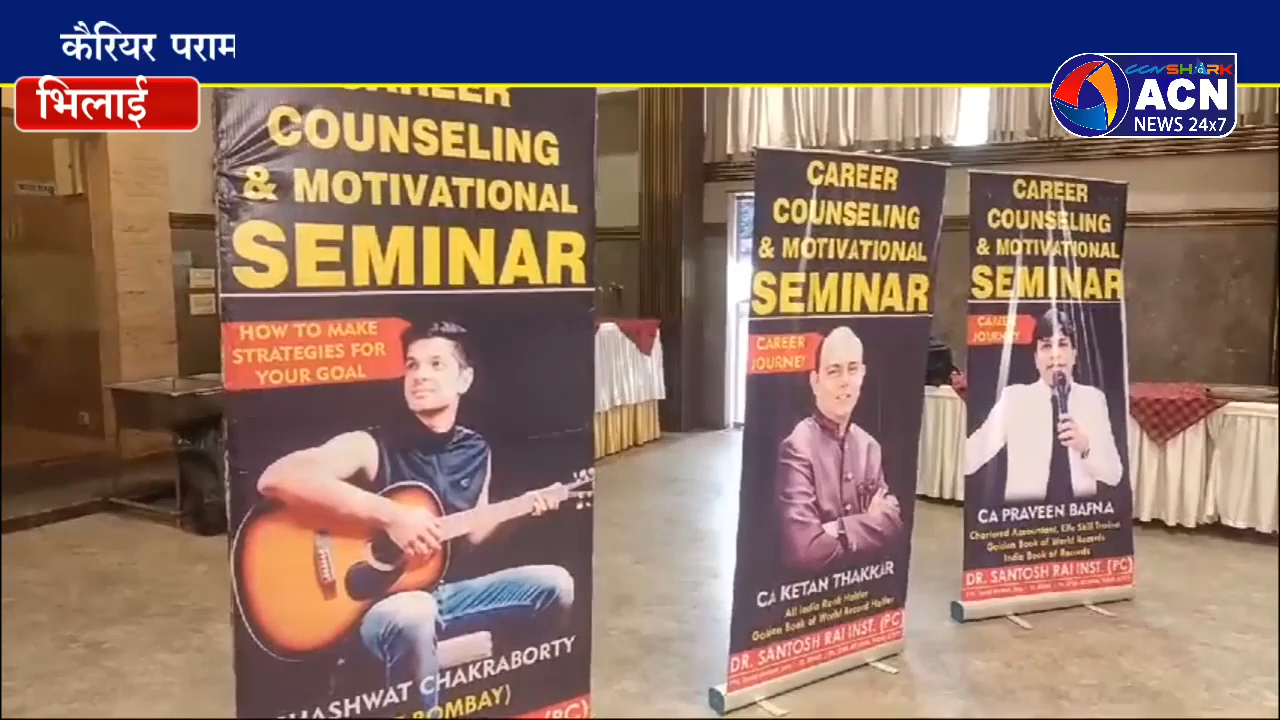 कैरियर पराम
भिलाई
CCN SHARK
ACN
NEWS 24x7
CAREER
COUNSELING
& MOTIVATIONAL
SEMINAR
HOW TO MAKE
STRATEGIES FOR
YOUR GOAL
SHASHWAT CHAKRABORTY
BOMBAY)
(PC)
CAREER
COUNSELING
& MOTIVATIONAL
SEMINAR
CAREER
JOURNEY
CA KETAN THAKKAR
All India Rank Holder
Golden Book of World Record Holder
DR. SANTOSH RAI INST. (PC)
CAREER
COUNSELING
& MOTIVATIONAL
SEMINAR
CAREER
JOURNEY
CA PRAVEEN BAFNA
Chartered Accountant, Life Skill Trainer
Golden Book of World Records
India Book of Records
DR. SANTOSH RAI INST. (PC)